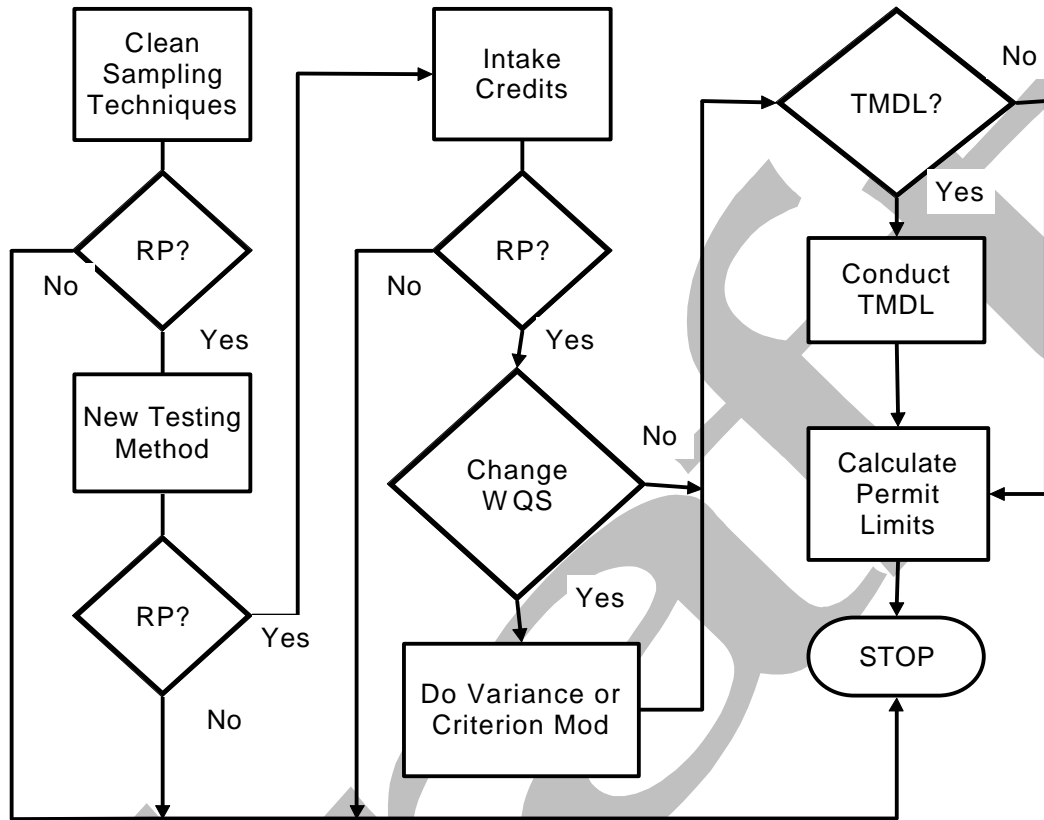 Clean
Sampling
Techniques
RP?
No
Yes
New Testing
Method
RP?
Yes
No
Intake
Credits
RP?
No
Yes
Change
WQS
No
Yes
Do Variance or
Criterion Mod
TMDL?
No
Yes
Conduct
TMDL
Calculate
Permit
Limits
STOP